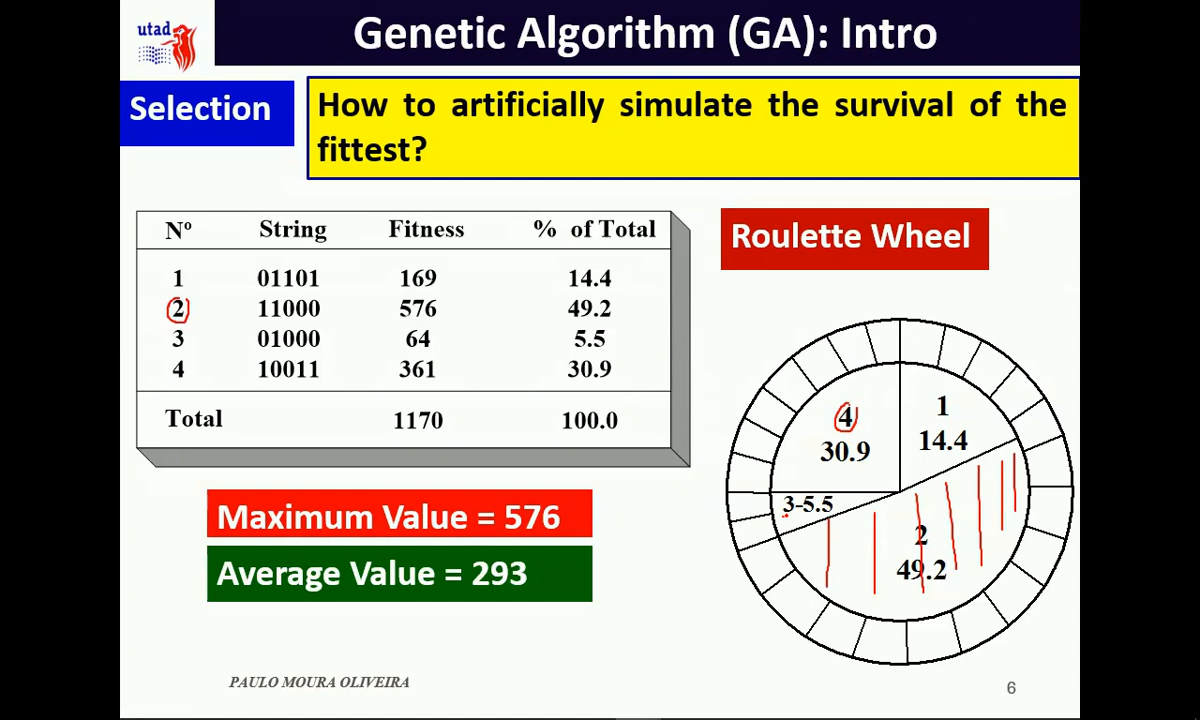 utad
Genetic Algorithm (GA): Intro
Selection
How to artificially simulate the survival of the
fittest?
Nº String Fitness % of Total
1 01101 169 14.4
2 11000 576 49.2
3 01000 64 5.5
4 10011 361 30.9
Total 1170 100.0
Roulette Wheel
4
30.9
1
14.4
3-5.5
2
49.2
Maximum Value = 576
Average Value = 293
PAULO MOURA OLIVEIRA
6